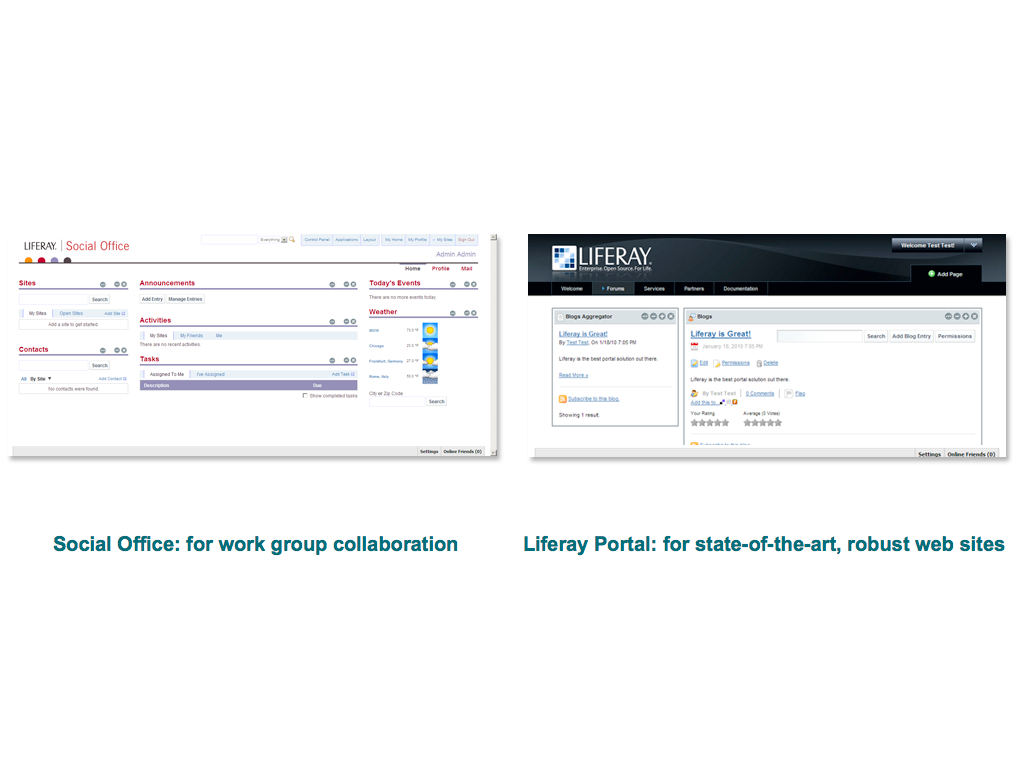 LIFERAY. | Social Office
Everything
Control Panel Applications Layout My Home My Profile My Sites Sign Out
Admin Admin
Home Profile Mail
Sites
Search
My Sites Open Sites Add Site
Add a site to get started.
Contacts
Search
All By Site Add Contact
No contacts were found.
Announcements
Add Entry Manage Entries
Activities
My Sites My Friends Me
There are no recent activities.
Tasks
Assigned To Me I've Assigned Add Task
Description Due
Show completed tasks
Today's Events
There are no more events today.
Weather
Chicago
Frankfurt, Germany
Rome, Italy
City or Zip Code
Search
Settings Online Friends (0)
LIFERAY.
Enterprise. Open Source. For Life.
Welcome Test Test!
Add Page
Welcome Forums Services Partners Documentation
Blogs Aggregator
Liferay is Great!
By Test Test, On 1/18/10 7:05 PM
Liferay is the best portal solution out there.
Read More »
Subscribe to this blog.
Showing 1 result.
Blogs
Liferay is Great!
Search Add Blog Entry Permissions
January 18, 2010 7:05 PM
Edit Permissions Delete
Liferay is the best portal solution out there.
By Test Test 0 Comments Flag
Add this to:
Your Rating Average (0 Votes)
Subscribe to this blog.
Settings Online Friends (0)
Social Office: for work group collaboration
Liferay Portal: for state-of-the-art, robust web sites